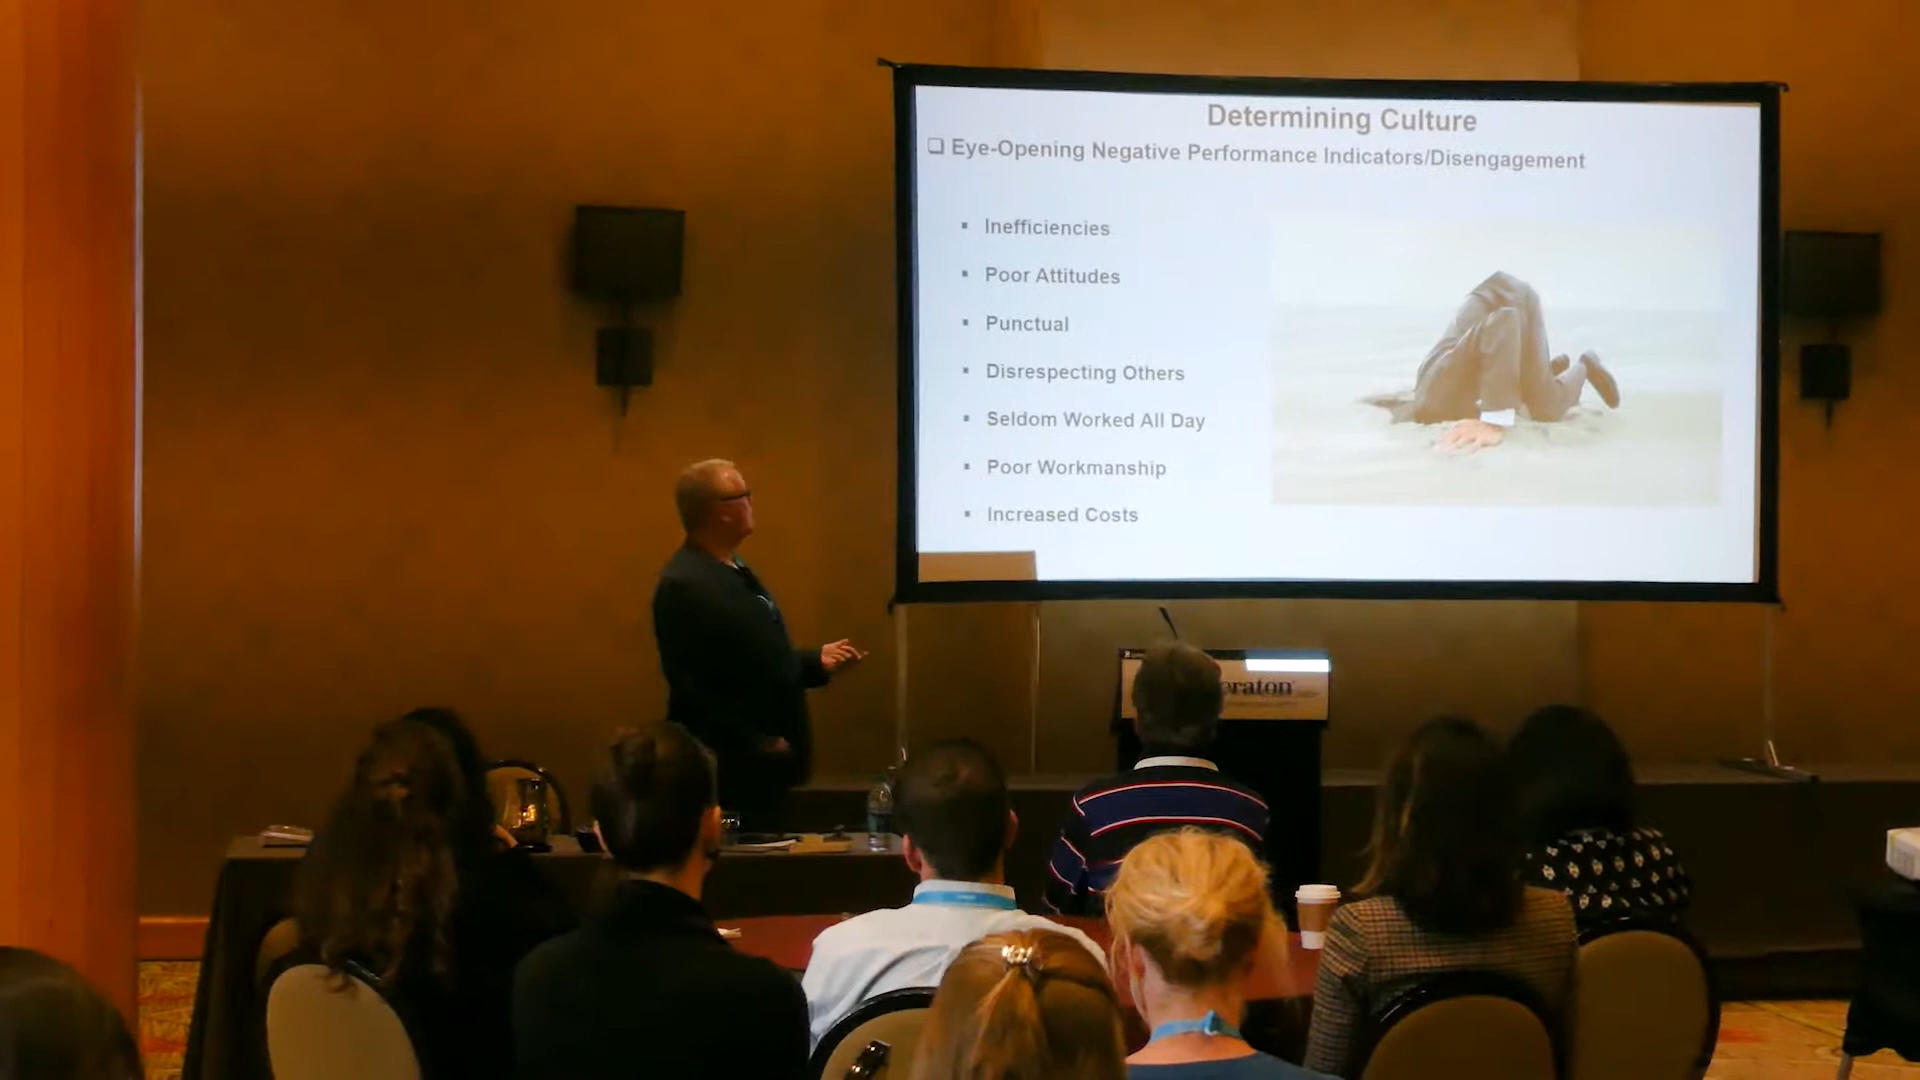 Determining Culture
❑ Eye-Opening Negative Performance Indicators/Disengagement
▪ Inefficiencies
▪ Poor Attitudes
▪ Punctual
▪ Disrespecting Others
▪ Seldom Worked All Day
▪ Poor Workmanship
▪ Increased Costs
eraton